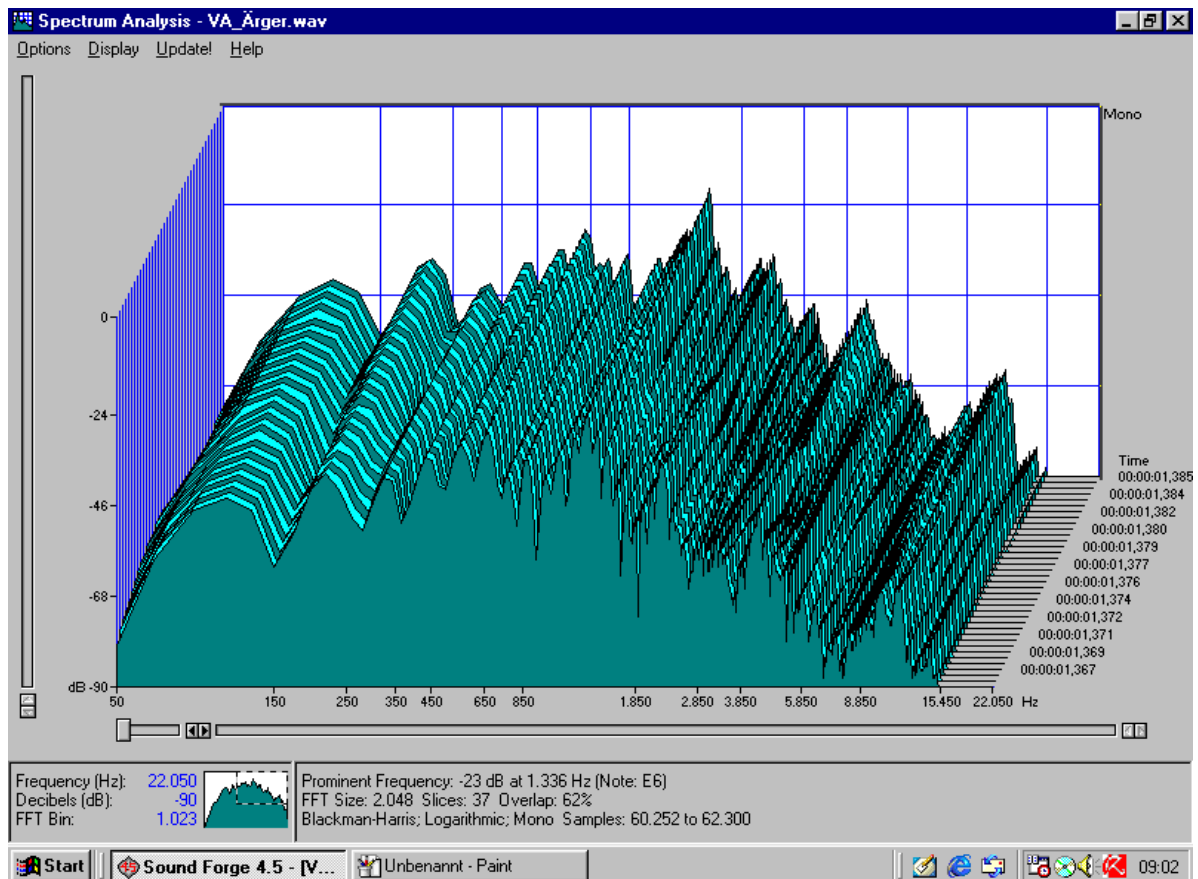 Spectrum Analysis - VA_Ärger.wav
Options Display Update! Help
Mono
0
-24
-46
-68
dB -90
50 150 250 350 450 650 850 1.850 2.850 3.850 5.850 8.850 15.450 22.050 Hz
Time
00:00:01,385
00:00:01,384
00:00:01,382
00:00:01,380
00:00:01,379
00:00:01,377
00:00:01,376
00:00:01,374
00:00:01,372
00:00:01,371
00:00:01,369
00:00:01,367
Frequency (Hz): 22.050
Decibels (dB): -90
FFT Bin: 1.023
Prominent Frequency: -23 dB at 1.336 Hz (Note: E6)
FFT Size: 2.048 Slices: 37 Overlap: 62%
Blackman-Harris; Logarithmic; Mono Samples: 60.252 to 62.300
Start
Sound Forge 4.5 - [V...
Unbenannt - Paint
09:02